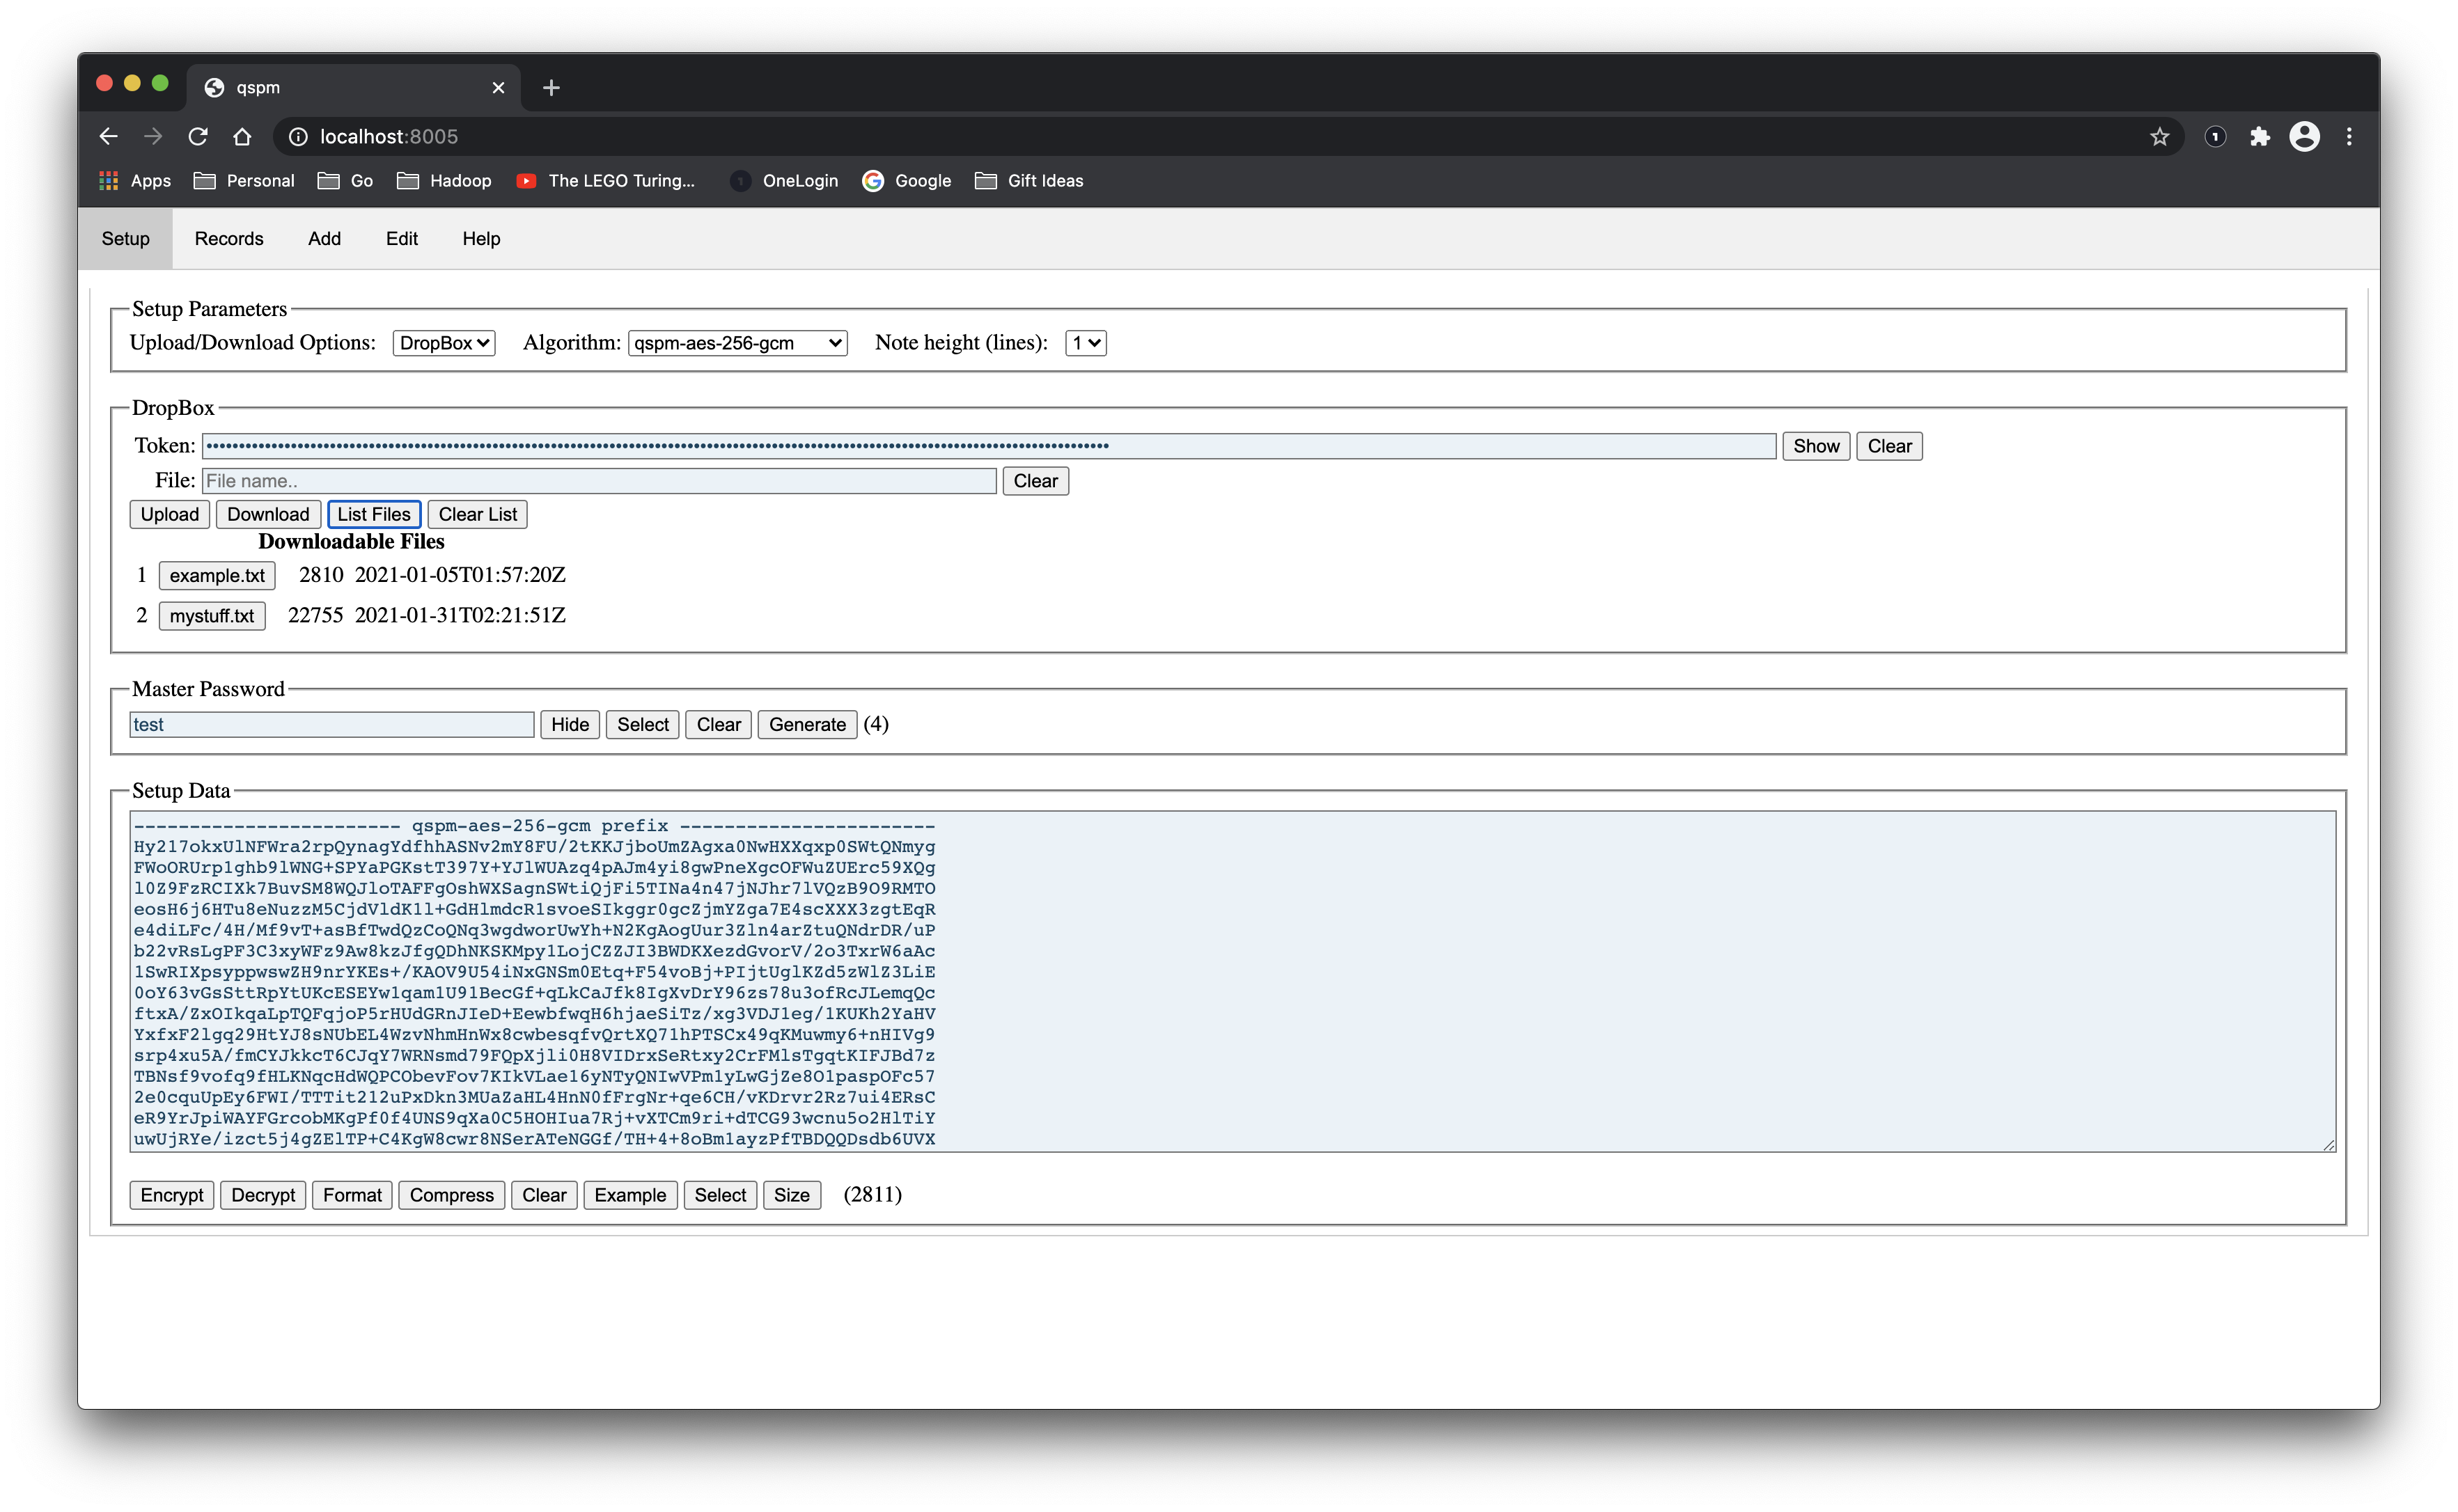 qspm
localhost:8005
Apps Personal Go Hadoop The LEGO Turing... OneLogin Google Gift Ideas
Setup Records Add Edit Help
Setup Parameters
Upload/Download Options: DropBox Algorithm: qspm-aes-256-gcm Note height (lines): 1
DropBox
Token: Show Clear
File: File name.. Clear
Upload Download List Files Clear List
Downloadable Files
1 example.txt 2810 2021-01-05T01:57:20Z
2 mystuff.txt 22755 2021-01-31T02:21:51Z
Master Password
test Hide Select Clear Generate (4)
Setup Data
------------------------ qspm-aes-256-gcm prefix -----------------------
Hy217okxUlNFWra2rpQynagYdfhhASNv2mY8FU/2tKKJjboUmZAgxa0NwHXXqxp0SWtQNmyg
FWoORUrp1ghb9lWNG+SPYaPGKstT397Y+YJlWUAzq4pAJm4yi8gwPneXgcOFWuZUErc59XQg
l0Z9FzRCIXk7BuvSM8WQJloTAFFgOshWXSagnSWtiQjFi5TINa4n47jNJhr7lVQzB9O9RMTO
eosH6j6HTu8eNuzzM5CjdVldK1l+GdHlmdcR1svoeSIkggr0gcZjmYZga7E4scXXX3zgtEqR
e4diLFc/4H/Mf9vT+asBfTwdQzCoQNq3wgdworUwYh+N2KgAogUur3Zln4arZtuQNdrDR/uP
b22vRsLgPF3C3xyWFz9Aw8kzJfgQDhNKSKMpy1LojCZZJI3BWDKXezdGvorV/2o3TxrW6aAc
1SwRIXpsyppwswZH9nrYKEs+/KAOV9U54iNxGNSm0Etq+F54voBj+PIjtUglKZd5zWlZ3LiE
0oY63vGsSttRpYtUKcESEYw1qam1U91BecGf+qLkCaJfk8IgXvDrY96zs78u3ofRcJLemqQc
ftxA/ZxOIkqaLpTQFqjoP5rHUdGRnJIeD+EewbfwqH6hjaeSiTz/xg3VDJ1eg/1KUKh2YaHV
YxfxF2lgq29HtYJ8sNUbEL4WzvNhmHnWx8cwbesqfvQrtXQ71hPTSCx49qKMuwmy6+nHIVg9
srp4xu5A/fmCYJkkcT6CJqY7WRNsmd79FQpXjli0H8VIDrxSeRtxy2CrFMlsTgqtKIFJBd7z
TBNsf9vofq9fHLKNqcHdWQPCObevFov7KIkVLae16yNTyQNIwVPm1yLwGjZe8O1paspOFc57
2e0cquUpEy6FWI/TTTit212uPxDkn3MUaZaHL4HnN0fFrgNr+qe6CH/vKDrvr2Rz7ui4ERsC
eR9YrJpiWAYFGrcobMKgPf0f4UNS9qXa0C5HOHIua7Rj+vXTCm9ri+dTCG93wcnu5o2HlTiY
uwUjRYe/izct5j4gZElTP+C4KgW8cwr8NSerATeNGGf/TH+4+8oBm1ayzPfTBDQQDsdb6UVX
Encrypt Decrypt Format Compress Clear Example Select Size (2811)